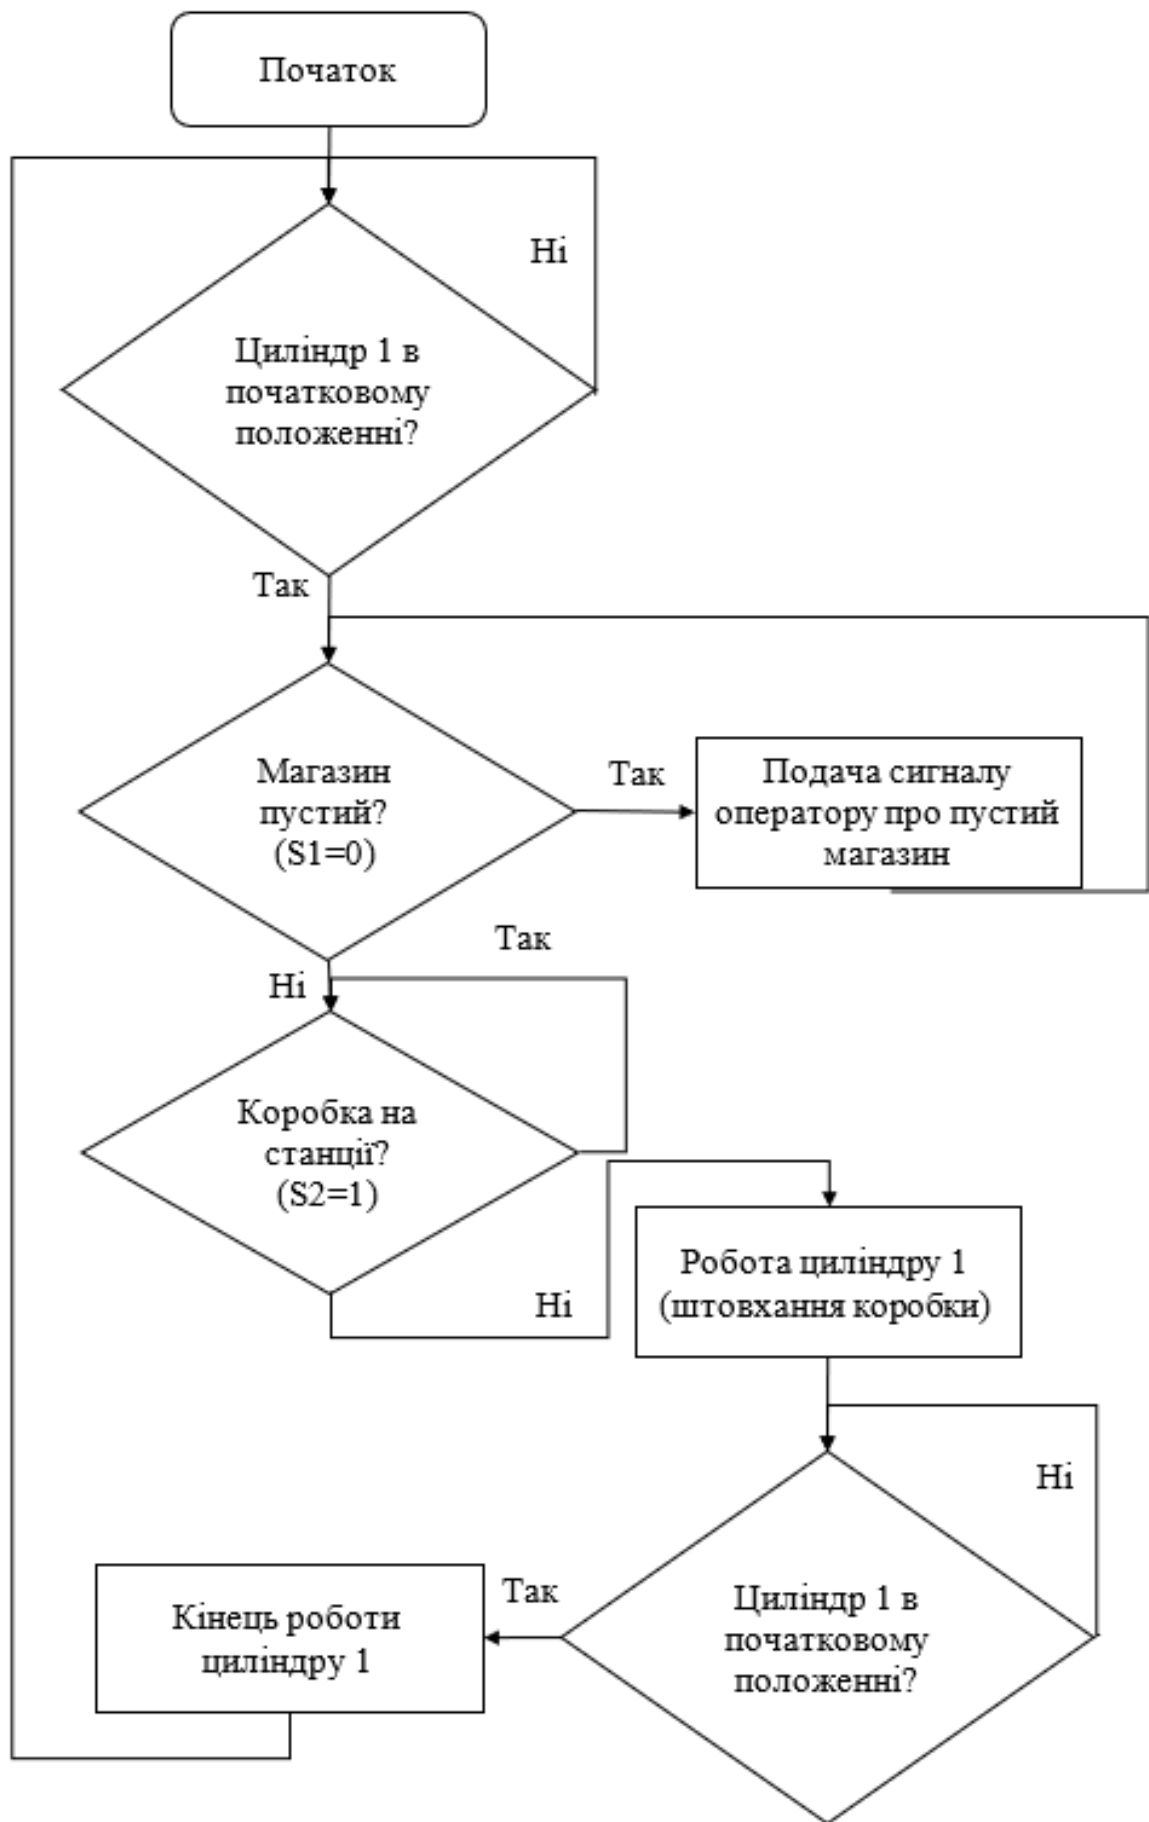 Початок
Ні
Циліндр 1 в
початковому
положенні?
Так
Магазин
пустий?
(S1=0)
Так
Подача сигналу
оператору про пустий
магазин
Так
Ні
Коробка на
станції?
(S2=1)
Ні
Робота циліндру 1
(штовхання коробки)
Ні
Циліндр 1 в
початковому
положенні?
Так
Кінець роботи
циліндру 1